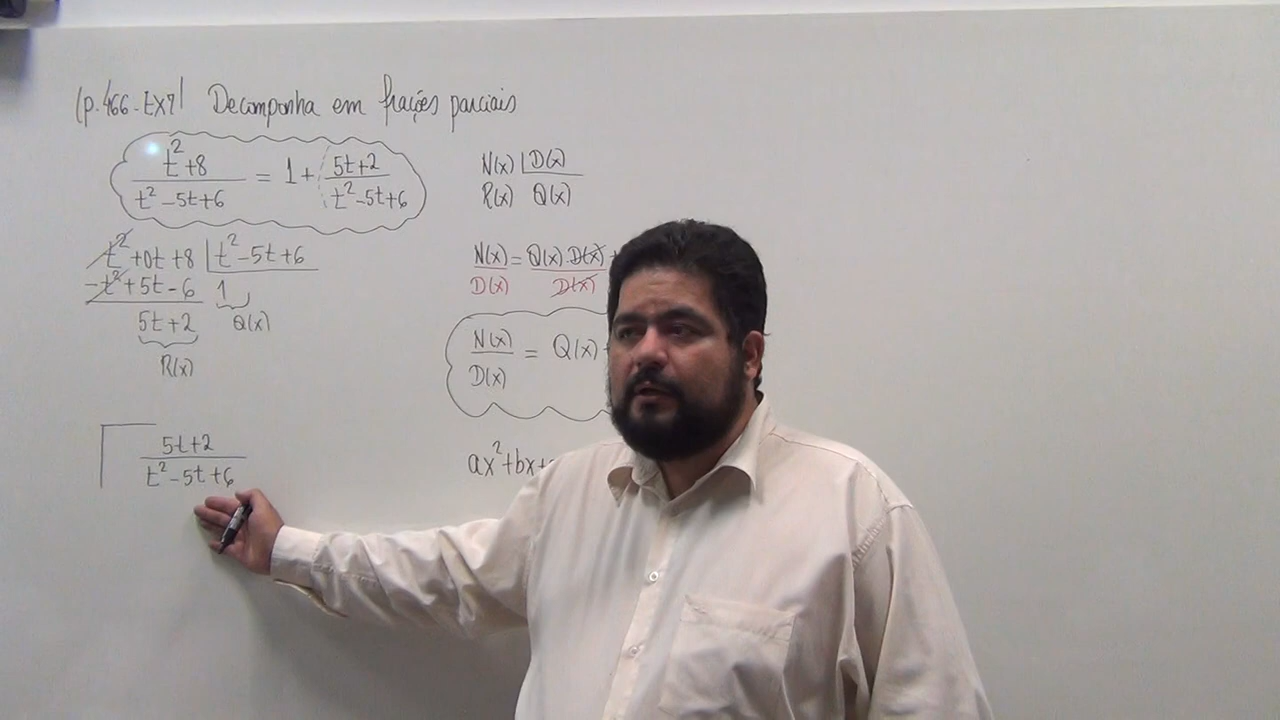 (p.466-EX7) Decomponha em frações parciais
t²+8 / t²-5t+6 = 1 + 5t+2 / t²-5t+6
t²+0t+8 | t²-5t+6
-t²+5t-6 1
5t+2 Q(x)
R(x)
5t+2
t²-5t+6
N(x) | D(x)
R(x) Q(x)
N(x) / D(x) = Q(x).D(x) / D(x) +
N(x) / D(x) = Q(x)
ax²+bx+